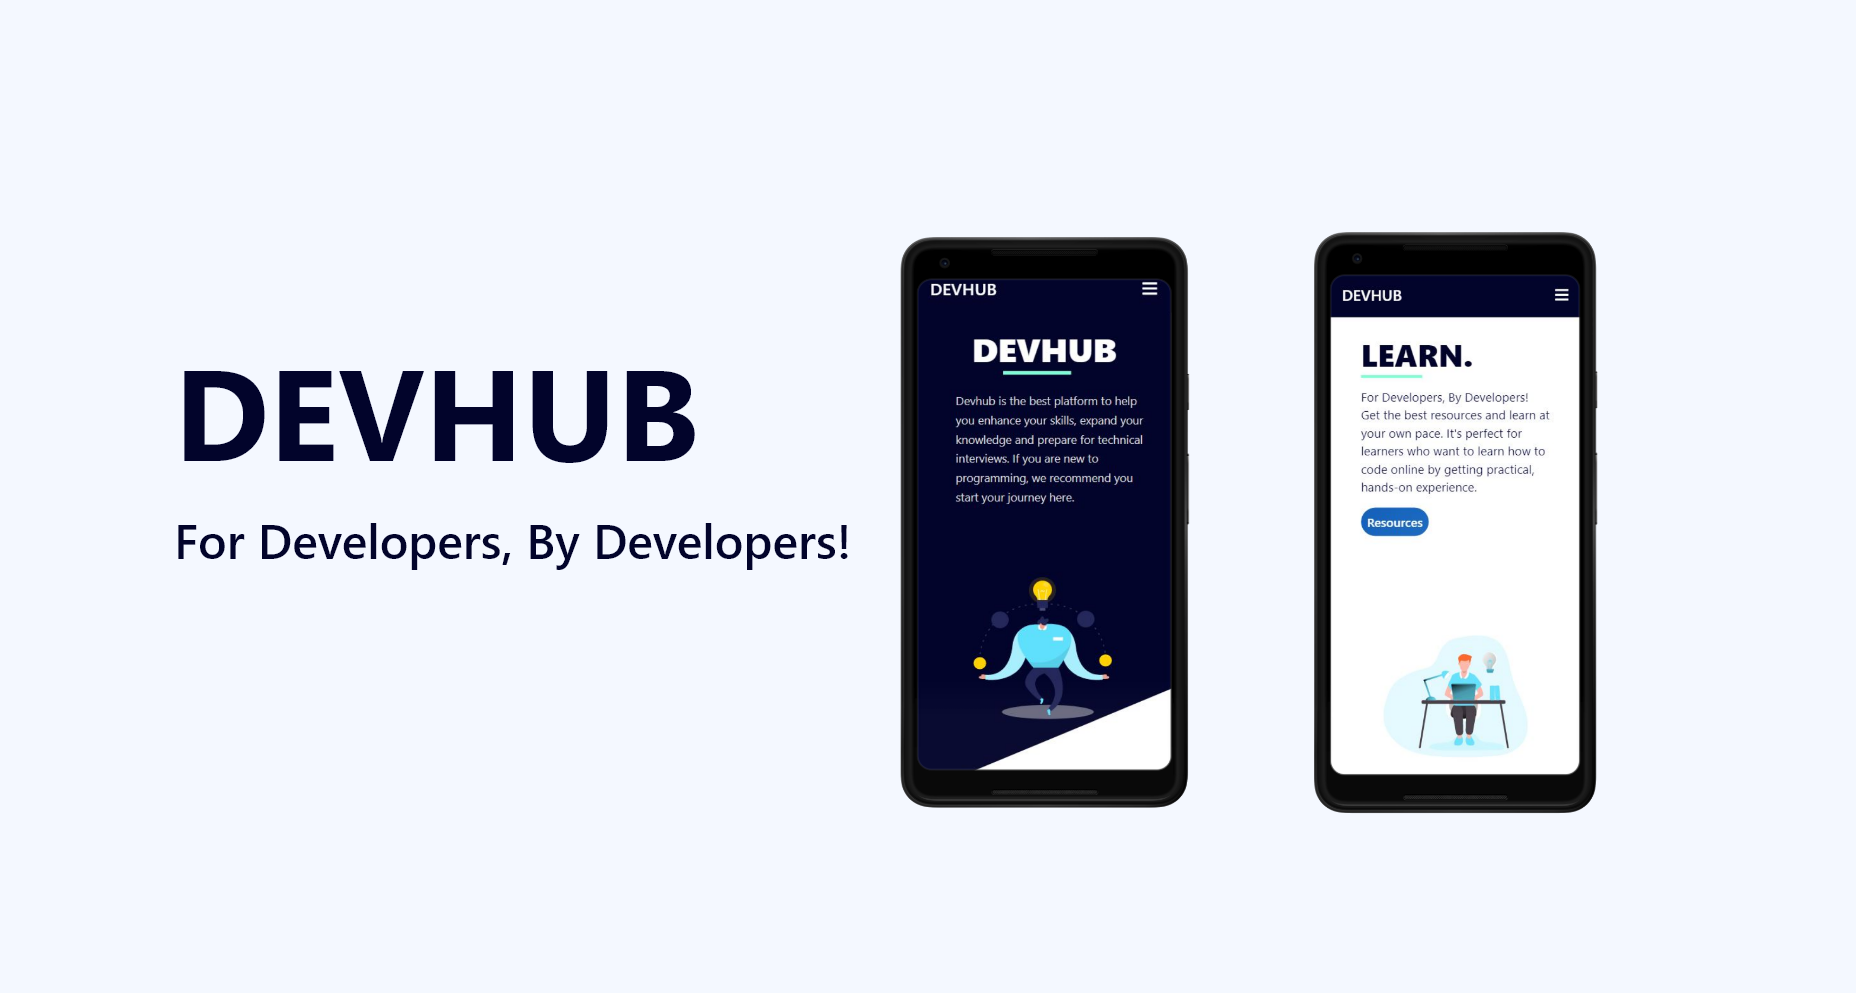 DEVHUB
For Developers, By Developers!
DEVHUB
DEVHUB
Devhub is the best platform to help
you enhance your skills, expand your
knowledge and prepare for technical
interviews. If you are new to
programming, we recommend you
start your journey here.
DEVHUB
LEARN.
For Developers, By Developers!
Get the best resources and learn at
your own pace. It's perfect for
learners who want to learn how to
code online by getting practical,
hands-on experience.
Resources